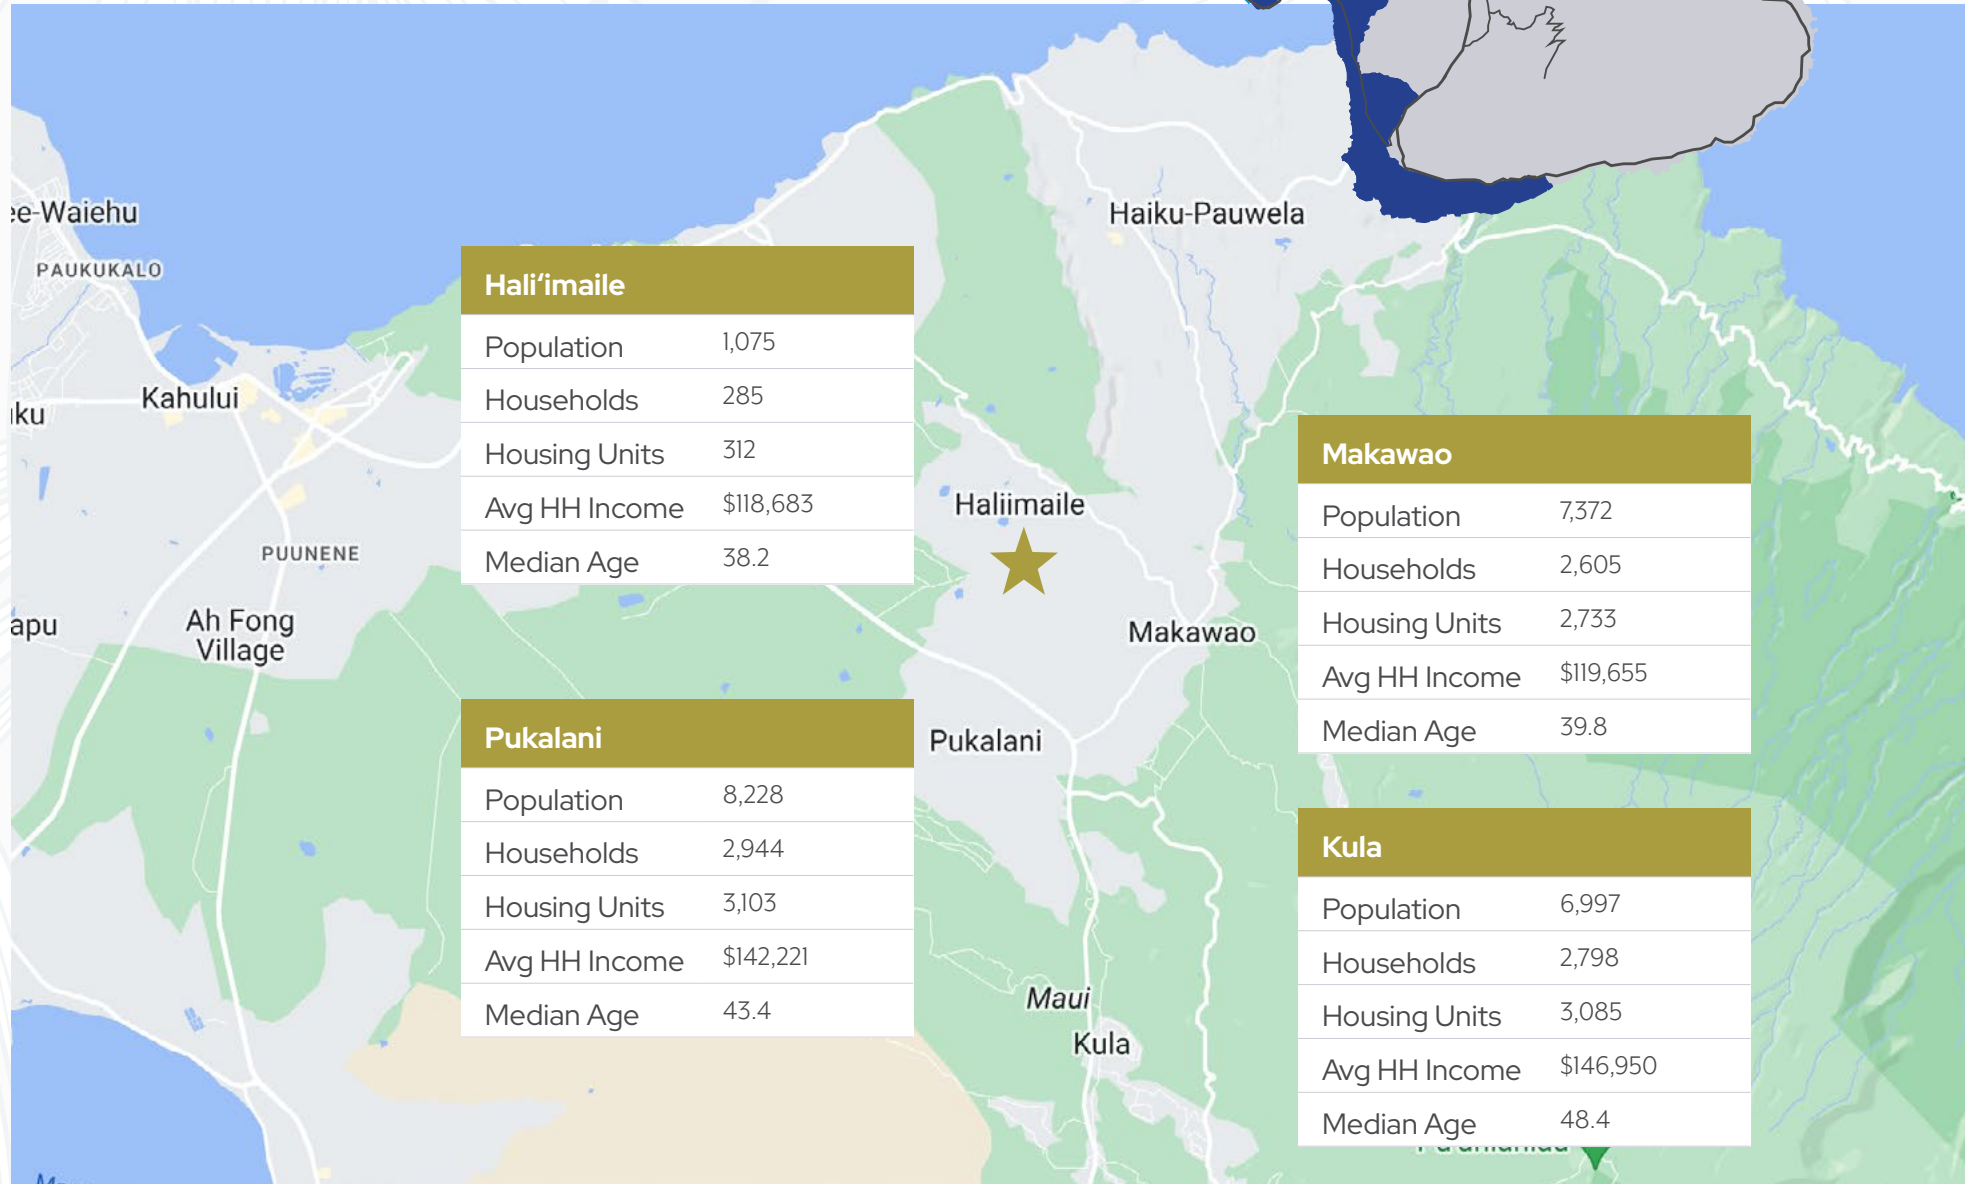 ee-Waiehu
PAUKUKALO
Haiku-Pauwela
Kahului
ku
PUUNENE
Ah Fong
Village
apu
Haliimaile
Makawao
Pukalani
Maui
Kula
Haliʻimaile
Population 1,075
Households 285
Housing Units 312
Avg HH Income $118,683
Median Age 38.2
Makawao
Population 7,372
Households 2,605
Housing Units 2,733
Avg HH Income $119,655
Median Age 39.8
Pukalani
Population 8,228
Households 2,944
Housing Units 3,103
Avg HH Income $142,221
Median Age 43.4
Kula
Population 6,997
Households 2,798
Housing Units 3,085
Avg HH Income $146,950
Median Age 48.4